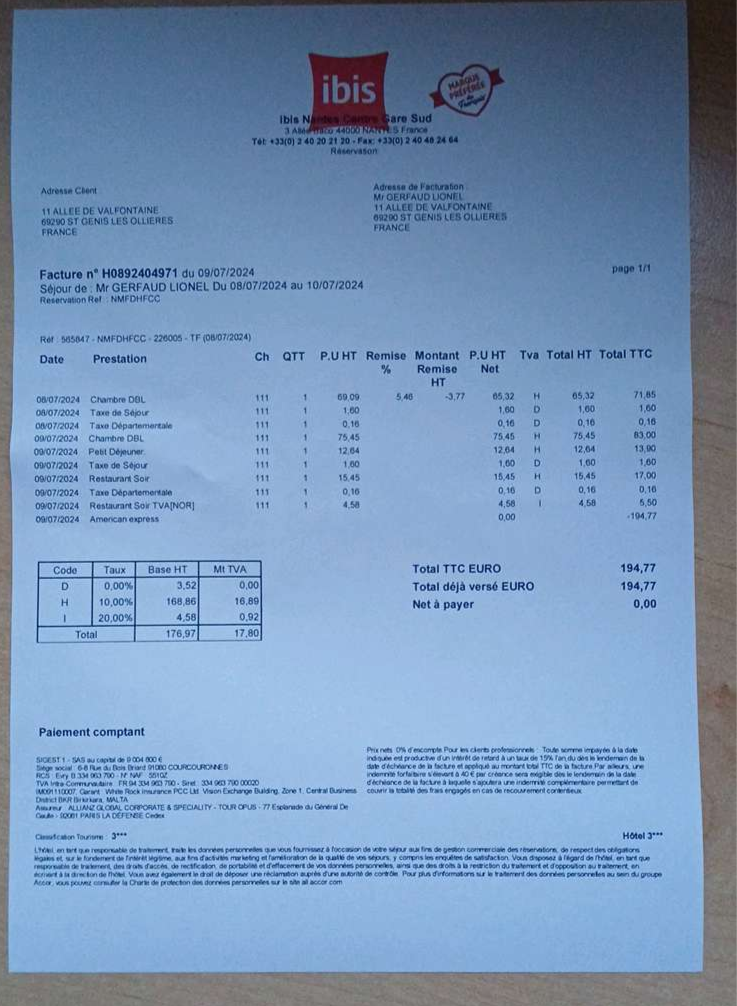 ibis
MARQUE
PRÉFÉRÉE
des
Français
Ibis Nantes Centre Gare Sud
3 Allée 44000 NANTES France
Tél: +33(0) 2 40 20 21 20 - Fax: +33(0) 2 40 48 24 64
Réservation:
Adresse Client :
11 ALLEE DE VALFONTAINE
69290 ST GENIS LES OLLIERES
FRANCE
Adresse de Facturation :
Mr GERFAUD LIONEL
11 ALLEE DE VALFONTAINE
69290 ST GENIS LES OLLIERES
FRANCE
Facture n° H0892404971 du 09/07/2024
page 1/1
Séjour de : Mr GERFAUD LIONEL Du 08/07/2024 au 10/07/2024
Reservation Ref : NMFDHFCC
Réf : 565847 - NMFDHFCC - 226005 - TF (08/07/2024)
Date Prestation Ch QTT P.U HT Remise % Montant Remise HT P.U HT Net Tva Total HT Total TTC
08/07/2024 Chambre DBL 111 1 69,09 5,46 -3,77 65,32 H 65,32 71,85
08/07/2024 Taxe de Séjour 111 1 1,60 1,60 D 1,60 1,60
08/07/2024 Taxe Départementale 111 1 0,16 0,16 D 0,16 0,16
09/07/2024 Chambre DBL 111 1 75,45 75,45 H 75,45 83,00
09/07/2024 Petit Déjeuner 111 1 12,64 12,64 H 12,64 13,90
09/07/2024 Taxe de Séjour 111 1 1,60 1,60 D 1,60 1,60
09/07/2024 Restaurant Soir 111 1 15,45 15,45 H 15,45 17,00
09/07/2024 Taxe Départementale 111 1 0,16 0,16 D 0,16 0,16
09/07/2024 Restaurant Soir TVA[NOR] 111 1 4,58 4,58 I 4,58 5,50
09/07/2024 American express 0,00 -194,77
Code Taux Base HT Mt TVA
D 0,00% 3,52 0,00
H 10,00% 168,86 16,89
I 20,00% 4,58 0,92
Total 176,97 17,80
Total TTC EURO 194,77
Total déjà versé EURO 194,77
Net à payer 0,00
Paiement comptant
SIGEST 1 - SAS au capital de 9 004 800 €
Siège social : 6-8 Rue du Bois Briard 91080 COURCOURONNES
RCS : Evry B 334 963 790 - N° NAF 5510Z
TVA Intra Communautaire : FR 94 334 963 790 - Siret : 334 963 790 00020
IM091110007. Garant : White Rock Insurance PCC Ltd. Vision Exchange Building, Zone 1, Central Business
District BKR Birkirkara, MALTA
Assureur : ALLIANZ GLOBAL CORPORATE & SPECIALITY - TOUR OPUS - 77 Esplanade du Général De
Gaulle - 92081 PARIS LA DEFENSE Cedex
Prix nets 0% d'escompte Pour les clients professionnels : Toute somme impayée à la date
indiquée est productive d'un intérêt de retard à un taux de 15% l'an,du dès le lendemain de la
date d'échéance de la facture et appliqué au montant total TTC de la facture.Par ailleurs, une
indemnité forfaitaire s'élevant à 40 € par créance sera exigible dès le lendemain de la date
d'échéance de la facture à laquelle s'ajoutera une indemnité complémentaire permettant de
couvrir la totalité des frais engagés en cas de recouvrement contentieux.
Classification Tourisme : 3***
Hôtel 3***
L'hôtel, en tant que responsable de traitement, traite les données personnelles que vous fournissez à l'occasion de votre séjour aux fins de gestion commerciale des réservations, de respect des obligations
légales et, sur le fondement de l'intérêt légitime, aux fins d'activités marketing et l'amélioration de la qualité de vos séjours, y compris les enquêtes de satisfaction. Vous disposez à l'égard de l'hôtel, en tant que
responsable de traitement, des droits d'accès, de rectification, de portabilité et d'effacement de vos données personnelles, ainsi que des droits à la restriction du traitement et d'opposition au traitement, en
écrivant à la direction de l'hôtel. Vous avez également le droit de déposer une réclamation auprès d'une autorité de contrôle. Pour plus d'informations sur le traitement des données personnelles au sein du groupe
Accor, vous pouvez consulter la Charte de protection des données personnelles sur le site all.accor.com